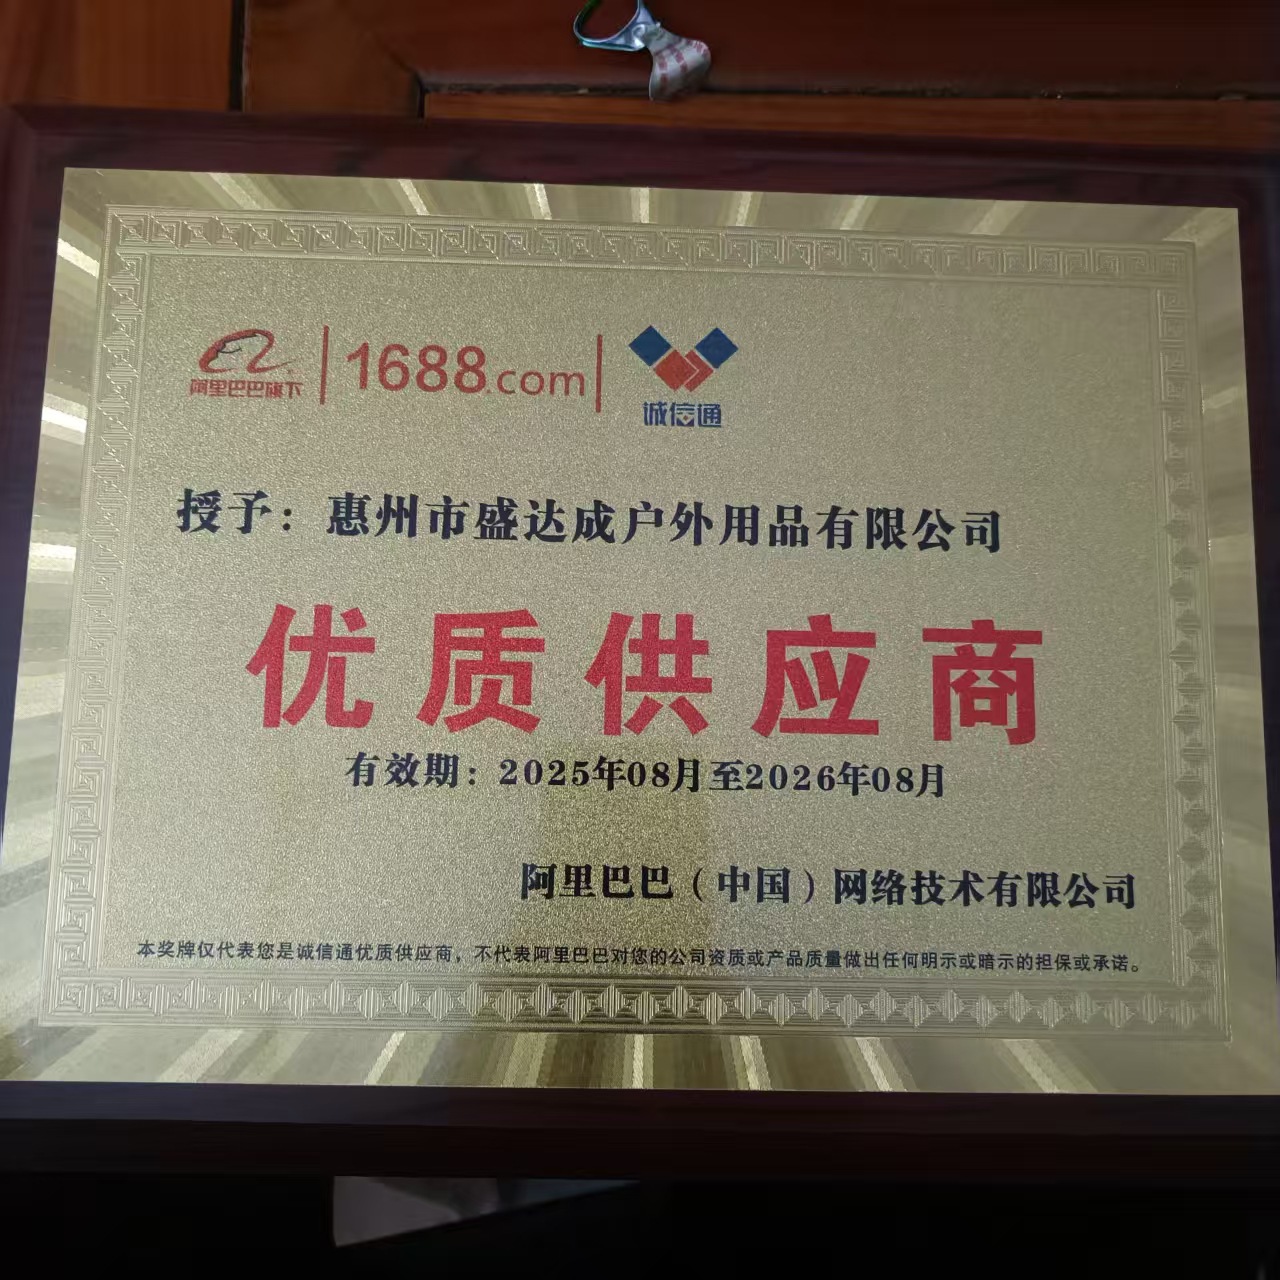 阿里巴巴旗下 1688.com 诚信通
授予：惠州市盛达成户外用品有限公司
优质供应商
有效期：2025年08月至2026年08月
阿里巴巴（中国）网络技术有限公司
本奖牌仅代表您是诚信通优质供应商，不代表阿里巴巴对您的公司资质或产品质量做出任何明示或暗示的担保或承诺。